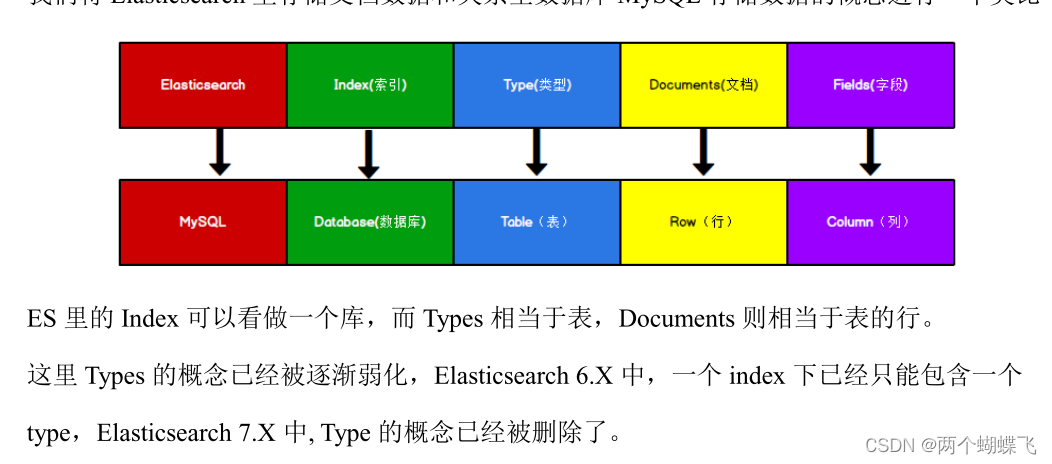 Elasticsearch Index(索引) Type(类型) Documents(文档) Fields(字段)
MySQL Database(数据库) Table（表） Row（行） Column（列）
ES 里的 Index 可以看做一个库，而 Types 相当于表，Documents 则相当于表的行。
这里 Types 的概念已经被逐渐弱化，Elasticsearch 6.X 中，一个 index 下已经只能包含一个
type，Elasticsearch 7.X 中, Type 的概念已经被删除了。
CSDN @两个蝴蝶飞